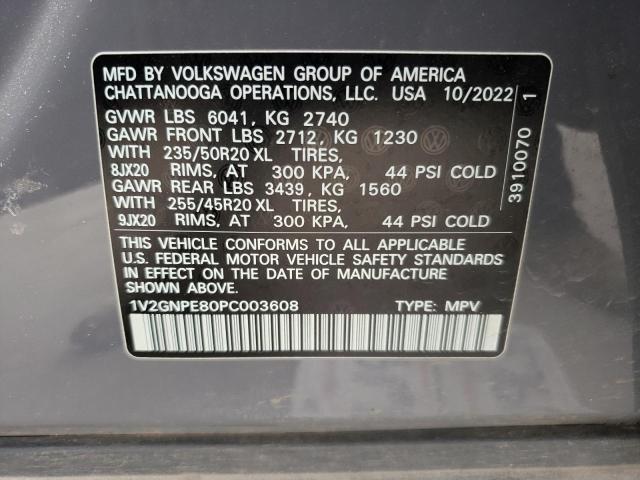 MFD BY VOLKSWAGEN GROUP OF AMERICA
CHATTANOOGA OPERATIONS, LLC. USA 10/2022
GVWR LBS 6041, KG 2740
GAWR FRONT LBS 2712, KG 1230
WITH 235/50R20 XL TIRES,
8JX20 RIMS, AT 300 KPA, 44 PSI COLD
GAWR REAR LBS 3439, KG 1560
WITH 255/45R20 XL TIRES,
9JX20 RIMS, AT 300 KPA, 44 PSI COLD
THIS VEHICLE CONFORMS TO ALL APPLICABLE
U.S. FEDERAL MOTOR VEHICLE SAFETY STANDARDS
IN EFFECT ON THE DATE OF MANUFACTURE
SHOWN ABOVE.
1V2GNPE80PC003608 TYPE: MPV
3910070 1